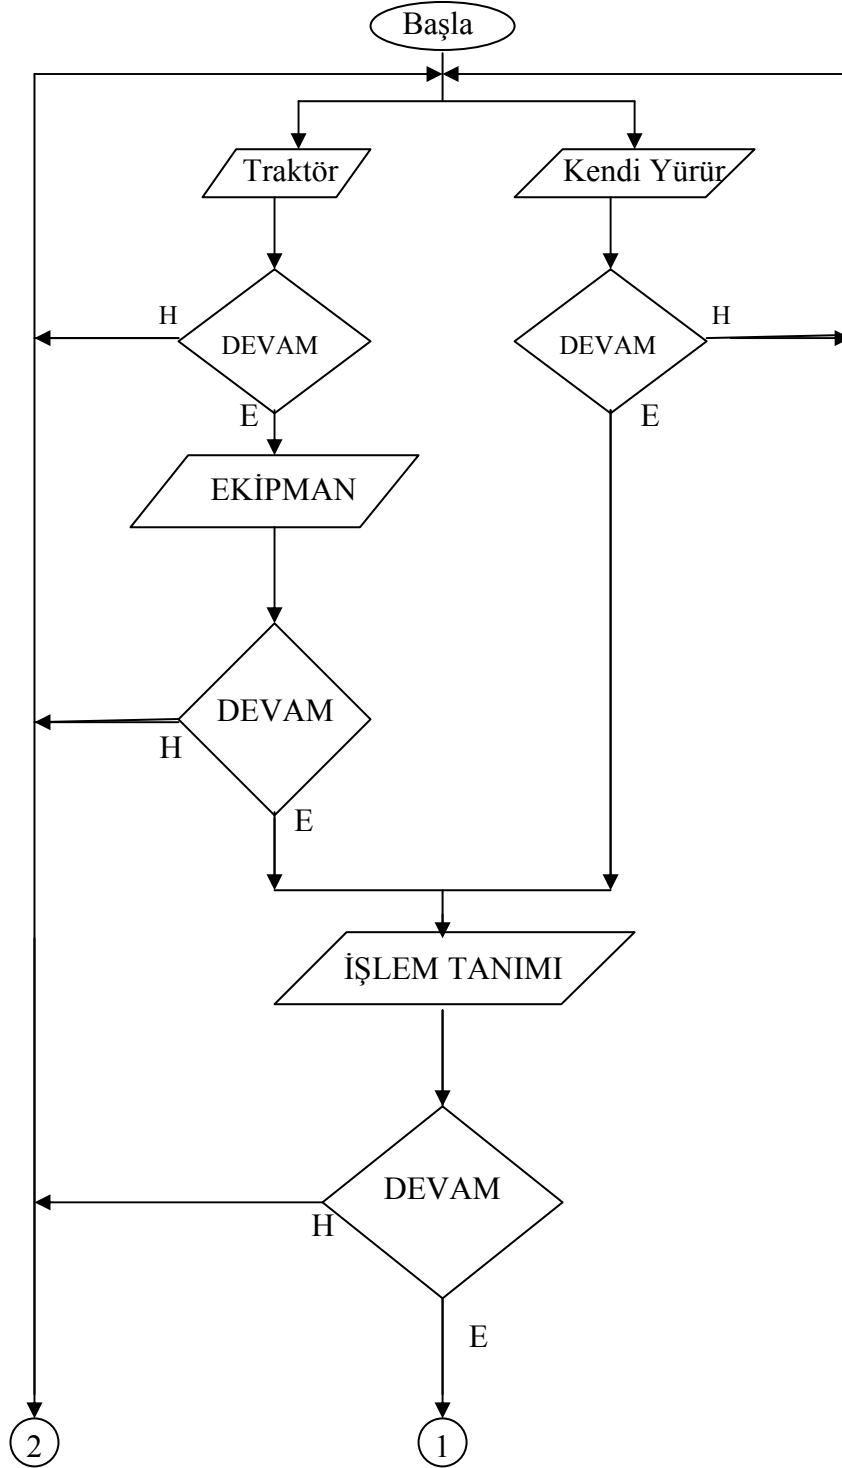 Başla
Traktör
Kendi Yürür
H
DEVAM
E
H
DEVAM
E
EKİPMAN
DEVAM
H
E
İŞLEM TANIMI
DEVAM
H
E
2
1